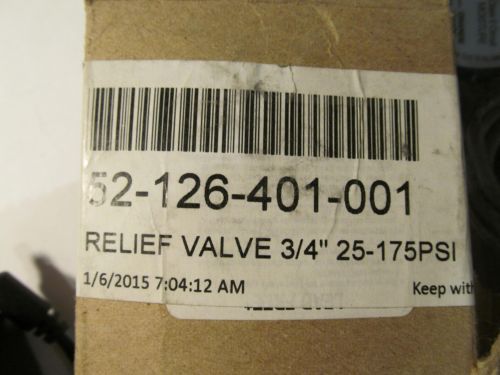 52-126-401-001
RELIEF VALVE 3/4" 25-175PSI
1/6/2015 7:04:12 AM
Keep with